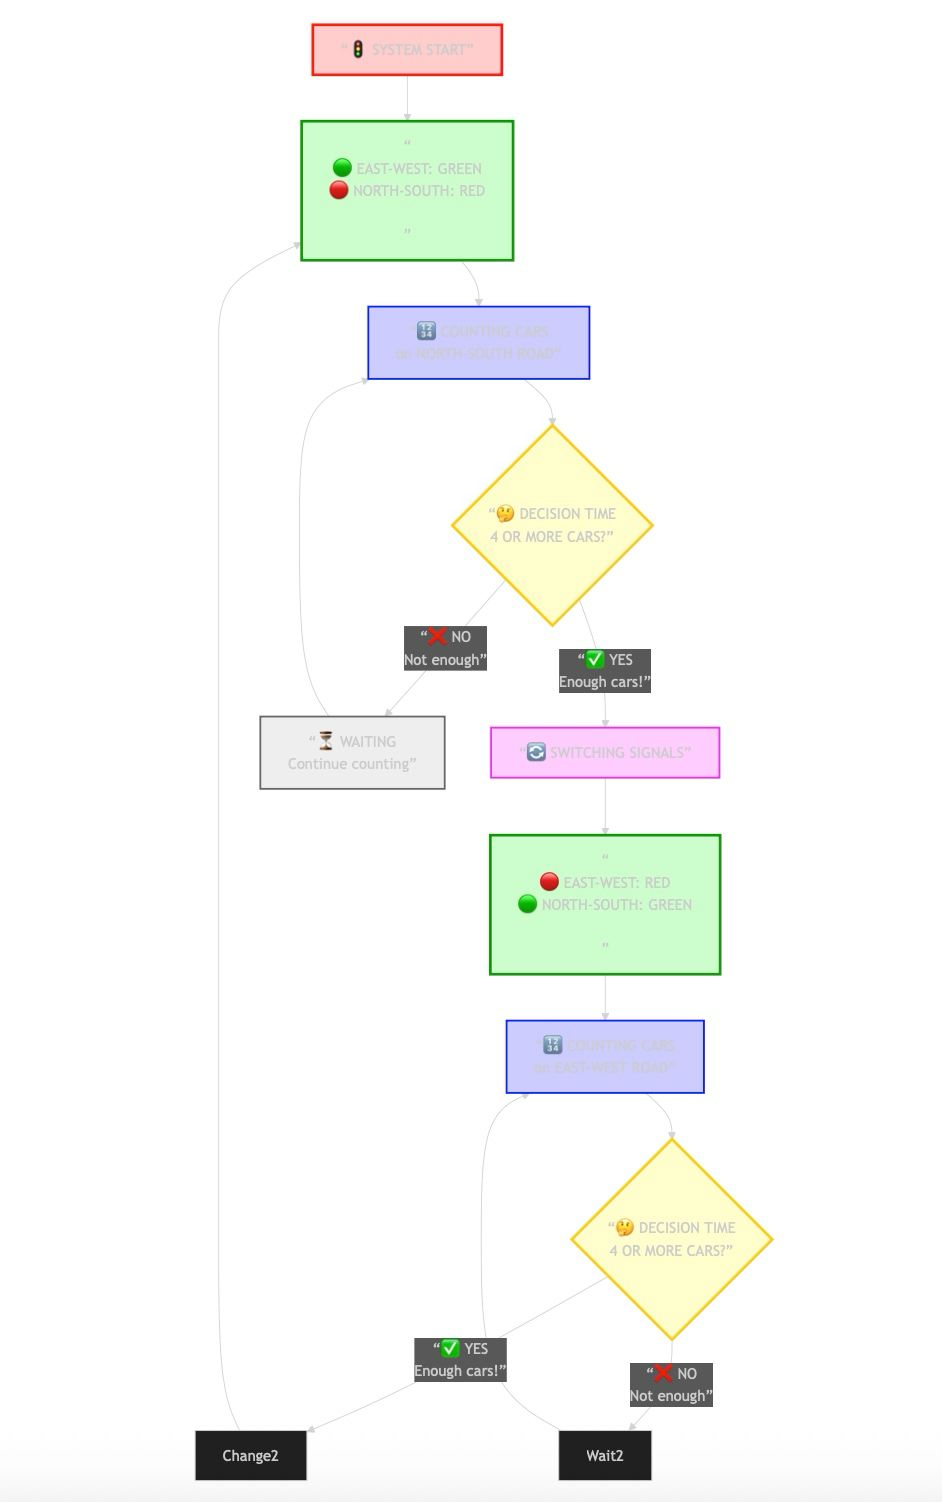 “🚦 SYSTEM START”
“
🟢 EAST-WEST: GREEN
🔴 NORTH-SOUTH: RED
”
“🔢 COUNTING CARS
on NORTH-SOUTH ROAD”
“🤔 DECISION TIME
4 OR MORE CARS?”
“❌ NO
Not enough”
“✅ YES
Enough cars!”
“⏳ WAITING
Continue counting”
“🔄 SWITCHING SIGNALS”
“
🔴 EAST-WEST: RED
🟢 NORTH-SOUTH: GREEN
”
“🔢 COUNTING CARS
on EAST-WEST ROAD”
“🤔 DECISION TIME
4 OR MORE CARS?”
“✅ YES
Enough cars!”
“❌ NO
Not enough”
Change2
Wait2